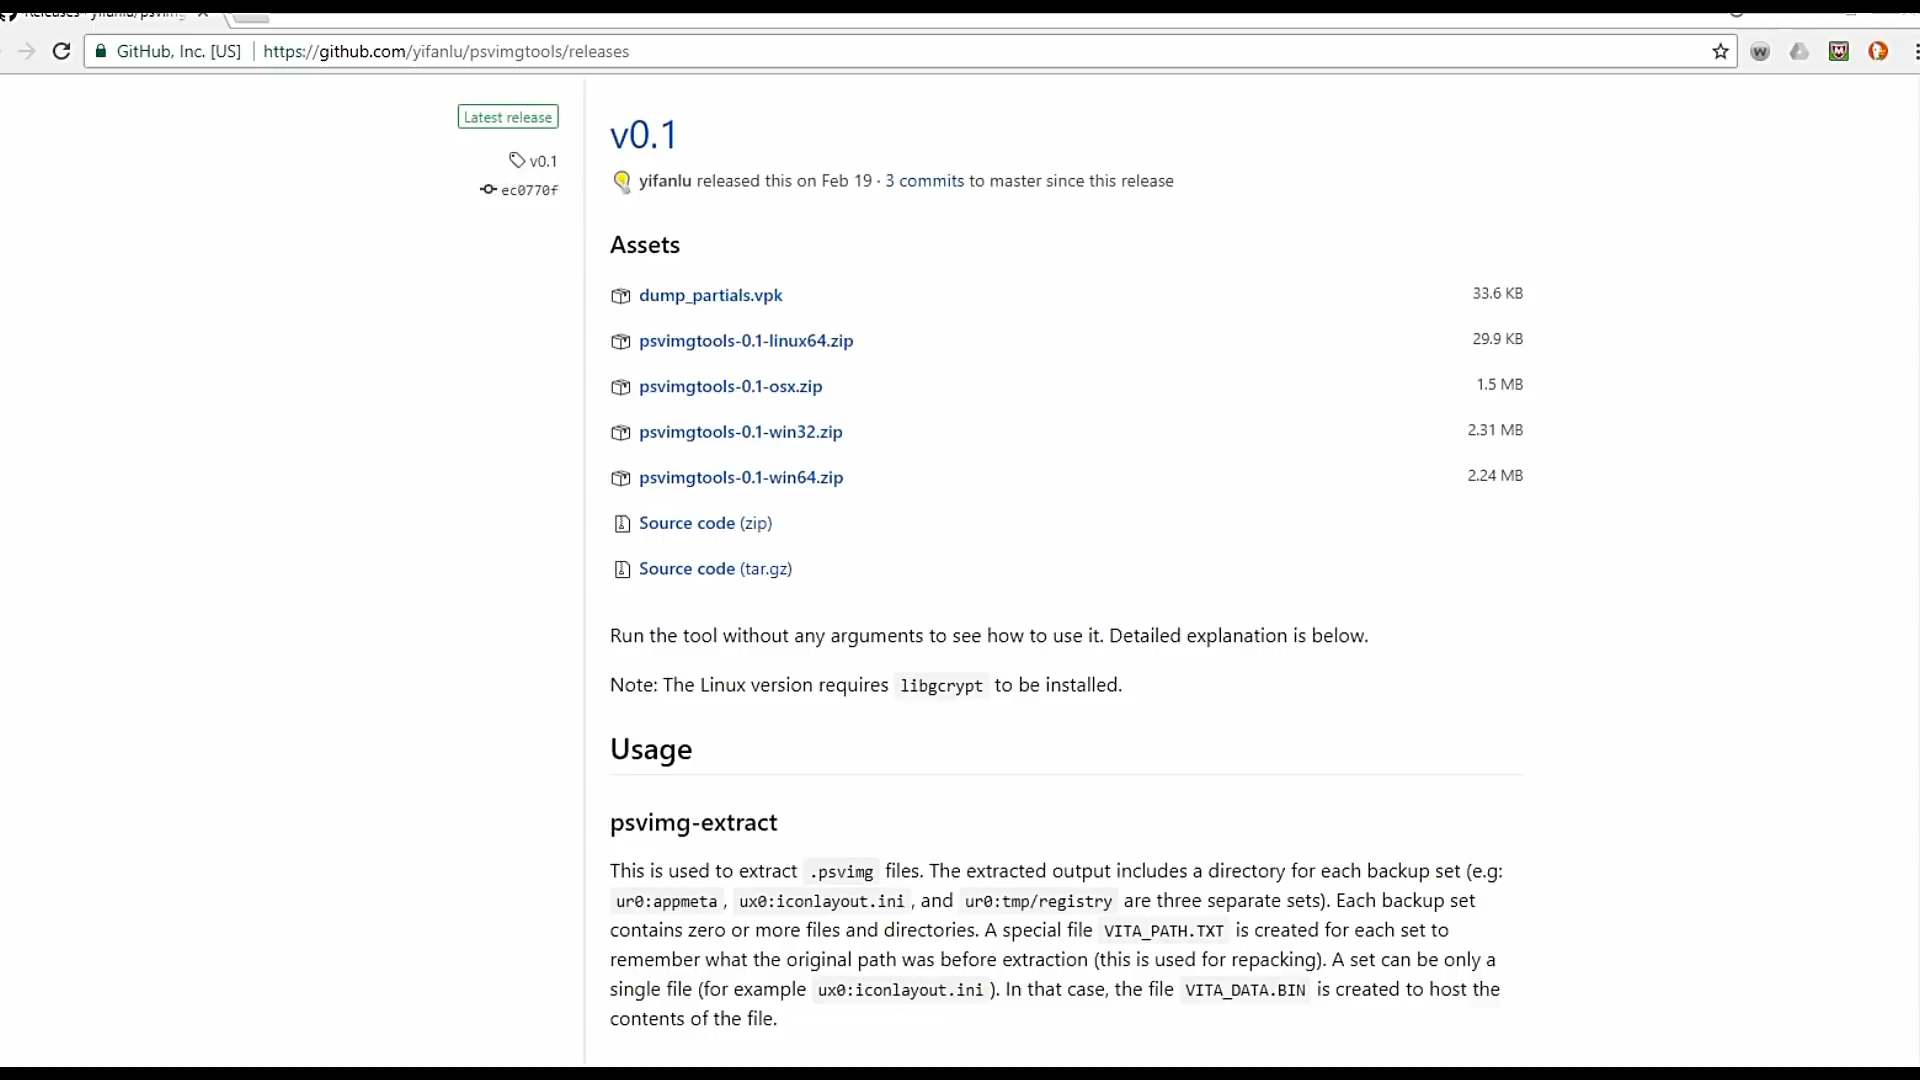 Releases · yifanlu/psvimg
GitHub, Inc. [US] | https://github.com/yifanlu/psvimgtools/releases
Latest release
v0.1
ec0770f
v0.1
yifanlu released this on Feb 19 · 3 commits to master since this release
Assets
dump_partials.vpk 33.6 KB
psvimgtools-0.1-linux64.zip 29.9 KB
psvimgtools-0.1-osx.zip 1.5 MB
psvimgtools-0.1-win32.zip 2.31 MB
psvimgtools-0.1-win64.zip 2.24 MB
Source code (zip)
Source code (tar.gz)
Run the tool without any arguments to see how to use it. Detailed explanation is below.
Note: The Linux version requires libgcrypt to be installed.
Usage
psvimg-extract
This is used to extract .psvimg files. The extracted output includes a directory for each backup set (e.g:
ur0:appmeta, ux0:iconlayout.ini, and ur0:tmp/registry are three separate sets). Each backup set
contains zero or more files and directories. A special file VITA_PATH.TXT is created for each set to
remember what the original path was before extraction (this is used for repacking). A set can be only a
single file (for example ux0:iconlayout.ini). In that case, the file VITA_DATA.BIN is created to host the
contents of the file.